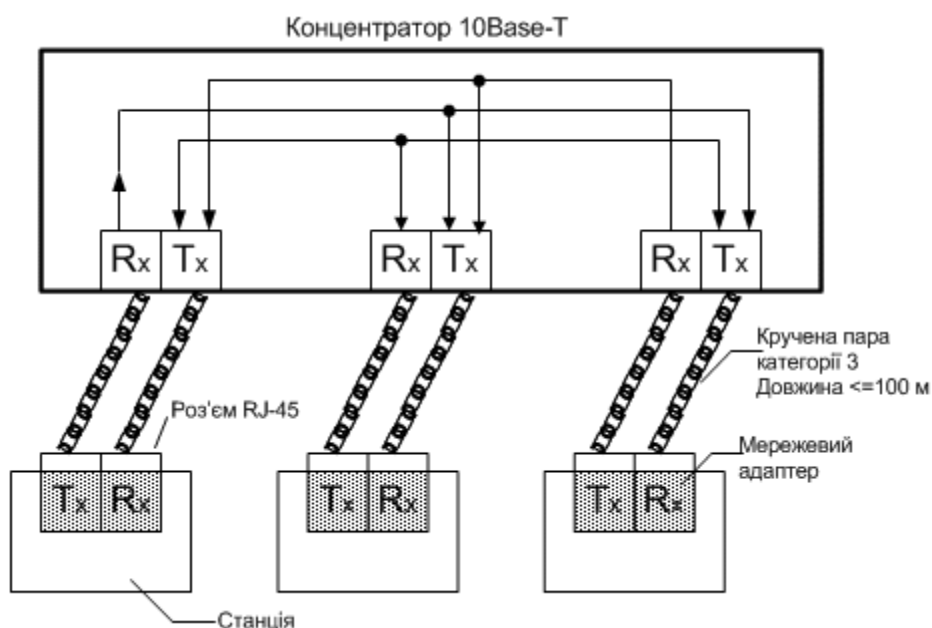 Концентратор 10Base-T
Rx Tx Rx Tx Rx Tx
Кручена пара
категорії 3
Довжина <=100 м
Роз'єм RJ-45
Мережевий
адаптер
Tx Rx Tx Rx Tx Rx
Станція